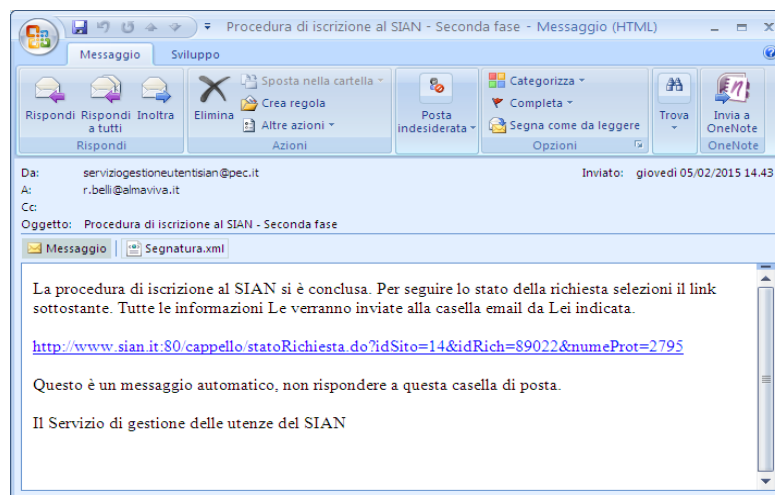 Procedura di iscrizione al SIAN - Seconda fase - Messaggio (HTML)
Messaggio Sviluppo
Rispondi Rispondi a tutti Inoltra
Rispondi
Elimina
Sposta nella cartella
Crea regola
Altre azioni
Azioni
Posta indesiderata
Categorizza
Completa
Segna come da leggere
Opzioni
Trova
Invia a OneNote
OneNote
Da: serviziogestioneutentisian@pec.it Inviato: giovedì 05/02/2015 14.43
A: r.belli@almaviva.it
Cc:
Oggetto: Procedura di iscrizione al SIAN - Seconda fase
Messaggio Segnatura.xml
La procedura di iscrizione al SIAN si è conclusa. Per seguire lo stato della richiesta selezioni il link
sottostante. Tutte le informazioni Le verranno inviate alla casella email da Lei indicata.
http://www.sian.it:80/cappello/statoRichiesta.do?idSito=14&idRich=89022&numeProt=2795
Questo è un messaggio automatico, non rispondere a questa casella di posta.
Il Servizio di gestione delle utenze del SIAN